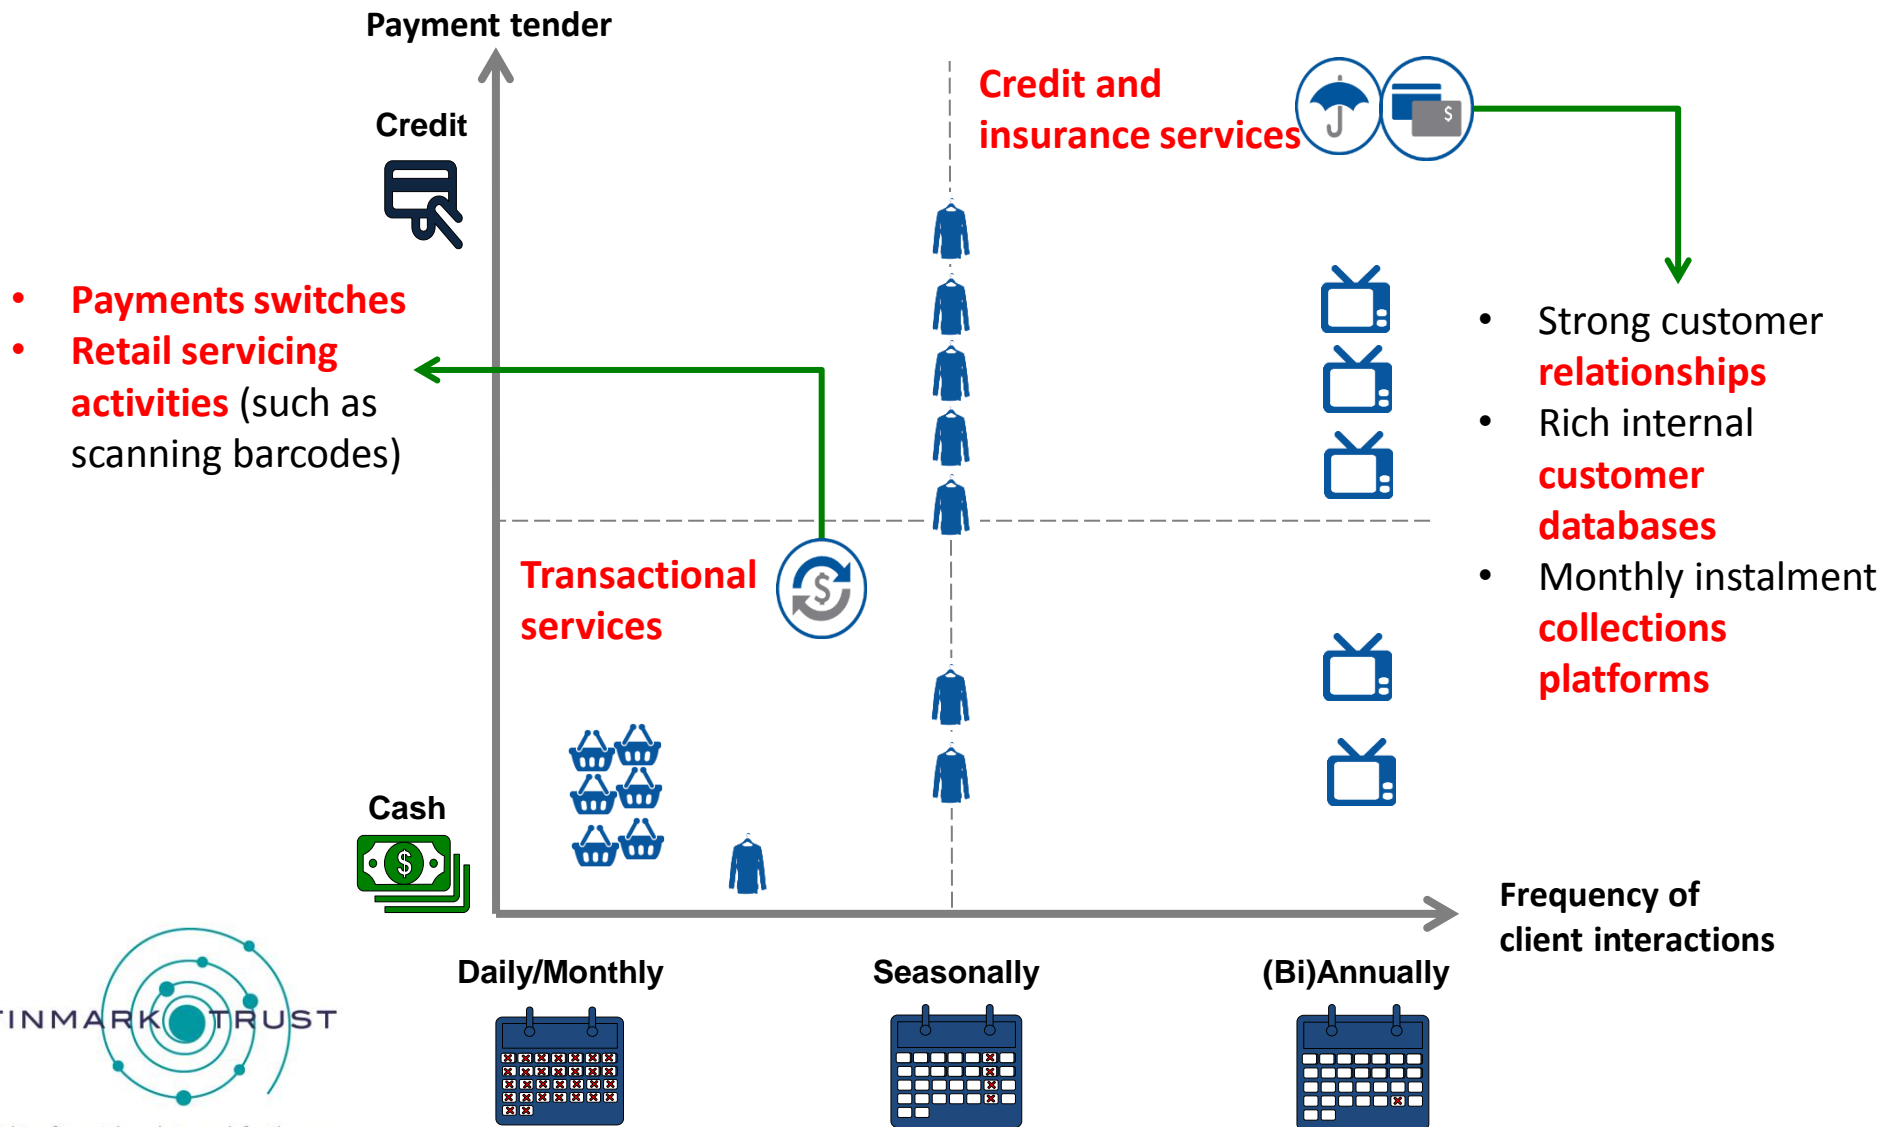 Payment tender
Credit
Credit and
insurance services
$
• Payments switches
• Retail servicing
activities (such as
scanning barcodes)
• Strong customer
relationships
• Rich internal
customer
databases
• Monthly instalment
collections
platforms
Transactional
services
$
Cash
$
Frequency of
client interactions
Daily/Monthly
Seasonally
(Bi)Annually
FINMARK TRUST